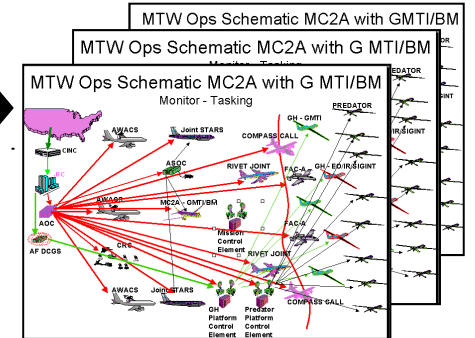 MTW Ops Schematic MC2A with GMTI/BM
MTW Ops Schematic MC2A with G MTI/BM
MTW Ops Schematic MC2A with G MTI/BM
Monitor - Tasking
PREDATOR
GH - GMTI
AWACS
Joint STARS
COMPASS CALL
CINC
ASOC
RIVET JOINT
FAC-A
GH - EO/IR/SIGINT
AWACS
MC2A - GMTI/BM
AOC
FAC-A
Mission
Control
Element
AF DCGS
CRC
RIVET JOINT
AWACS
Joint STARS
GH
Platform
Control
Element
Predator
Platform
Control
Element
COMPASS CALL